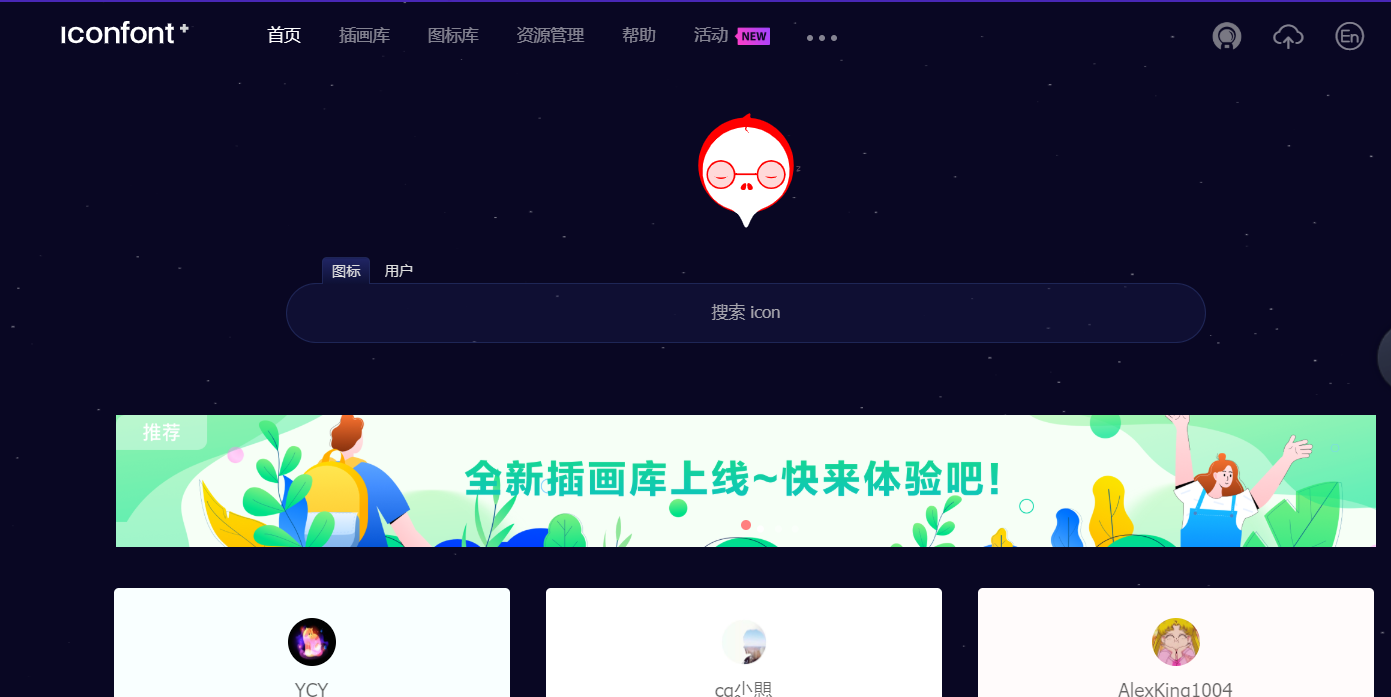 iconfont+ 首页 插画库 图标库 资源管理 帮助 活动 NEW ••• En
z
图标 用户
搜索 icon
推荐
全新插画库上线~快来体验吧!
YCY cq小思 AlexKing1004